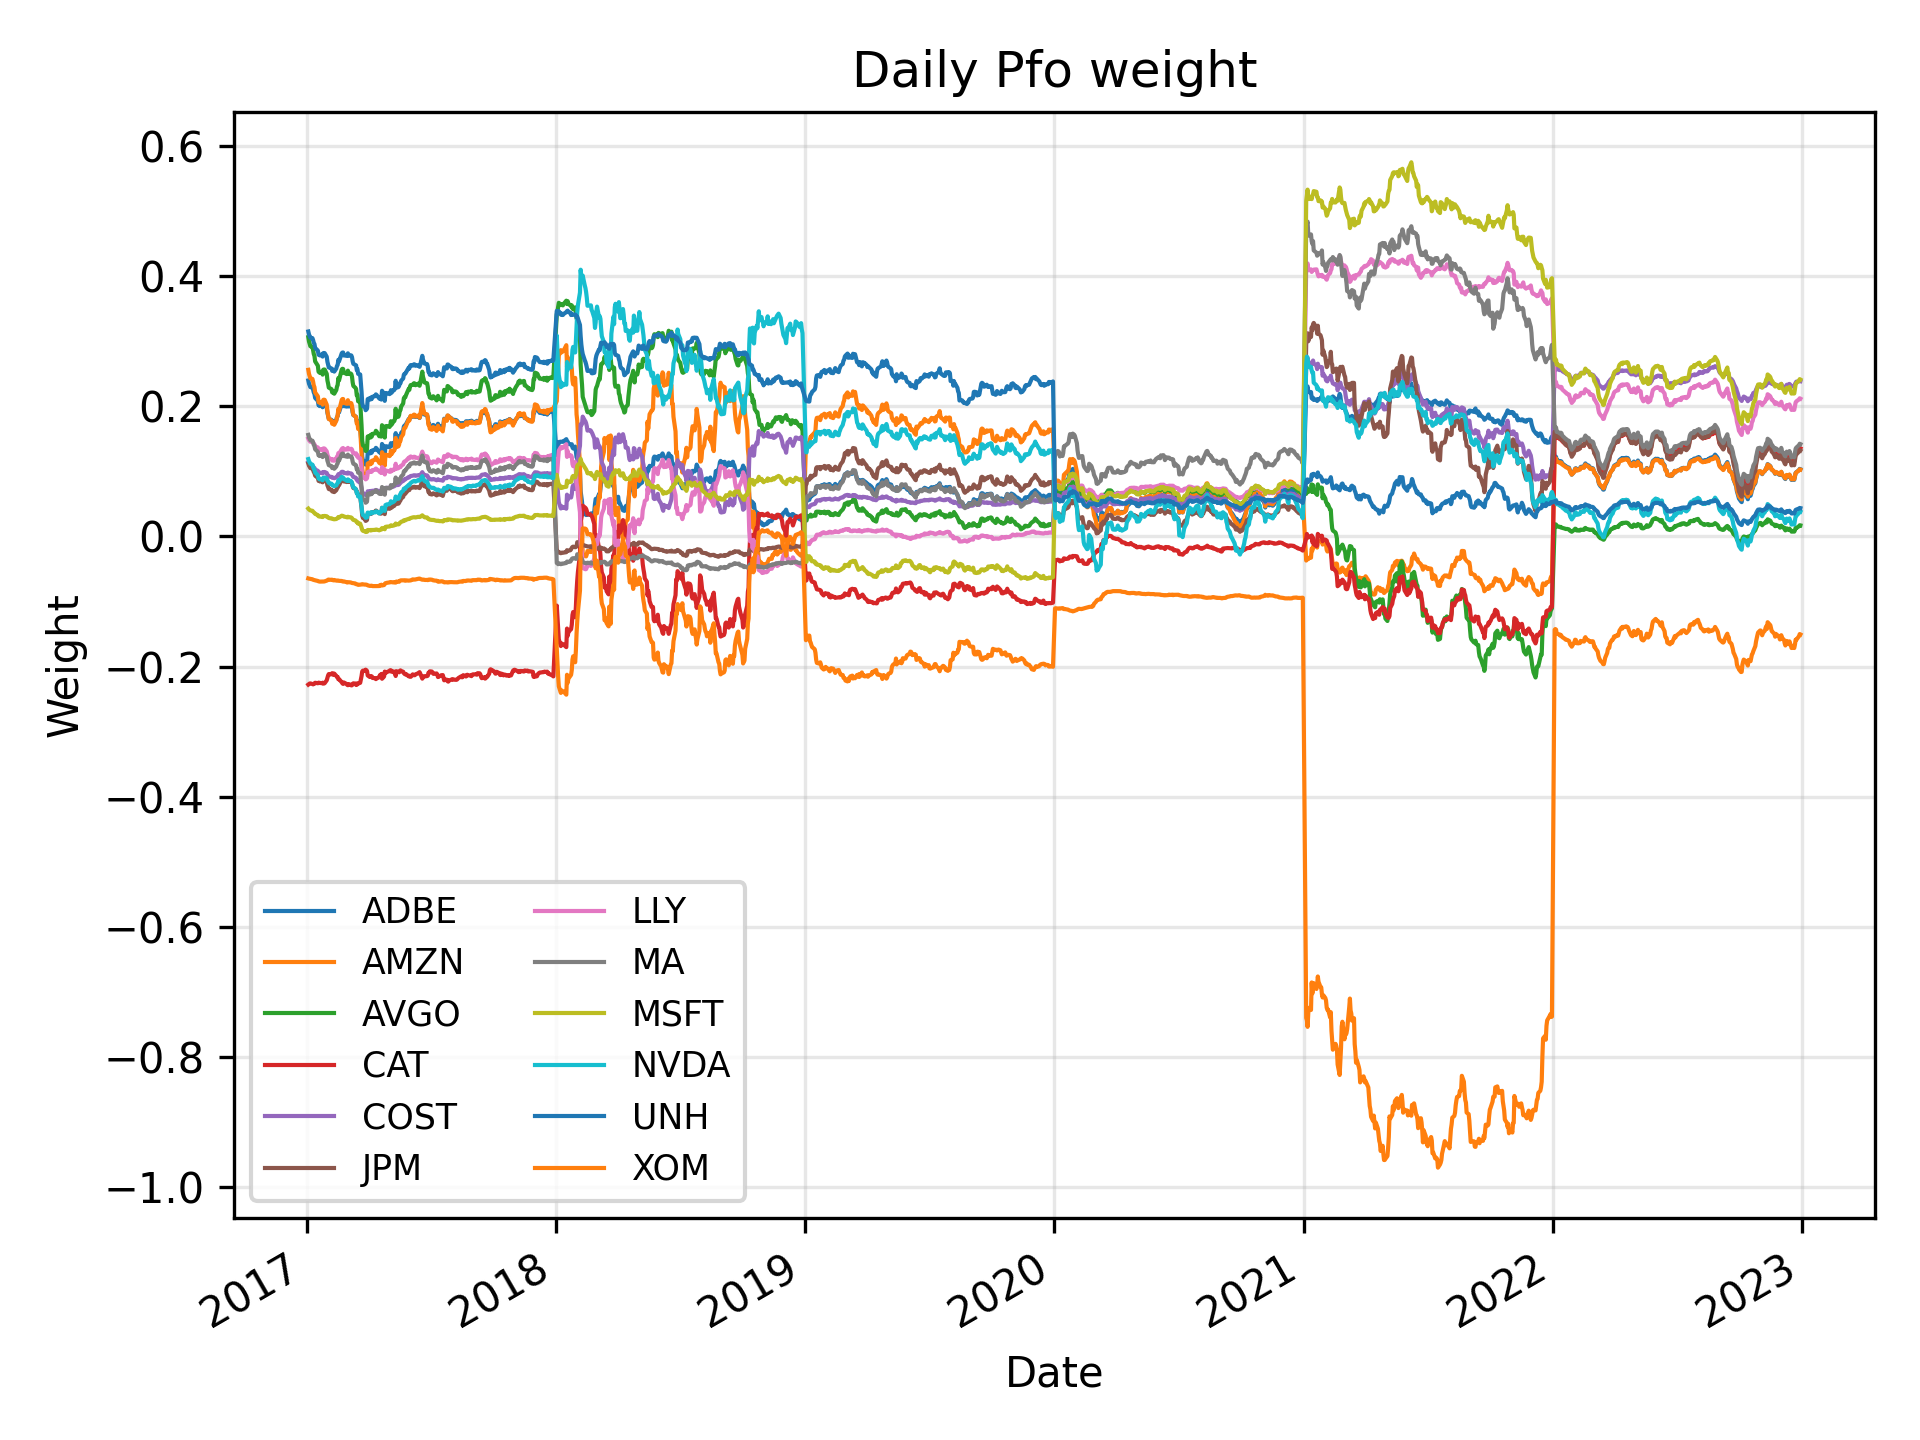 Daily Pfo weight
0.6
0.4
0.2
0.0
−0.2
−0.4
−0.6
−0.8
−1.0
Weight
ADBE
AMZN
AVGO
CAT
COST
JPM
LLY
MA
MSFT
NVDA
UNH
XOM
2017
2018
2019
2020
2021
2022
2023
Date